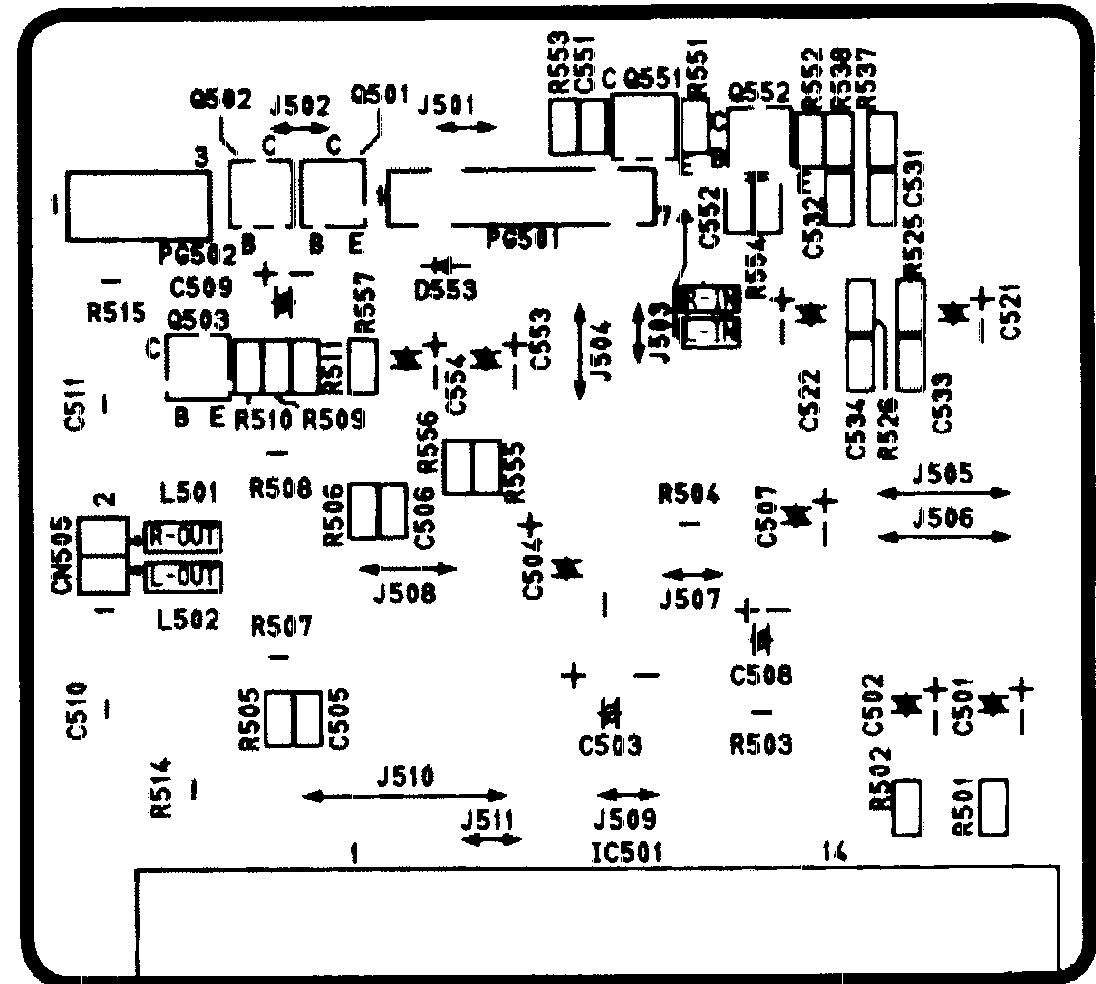 R553
C551
C Q551
R551
Q552
R552
R538
R537
Q502
J502
Q501
J501
C
C
C
3
E
1
1
7
PG502
B
B
E
PG501
C552
R554
C532
E
R525
C531
R515
C509
+ −
D553
R557
Q503
C
B
E
R510
R509
R511
C554
C553
J504
J503
R-IN
L-IN
C522
C521
C534
R526
C533
C511
R508
R556
R555
R506
C506
R504
C507
J505
J506
2
L501
CN505
R-OUT
L-OUT
1
L502
C504
J508
J507
R507
+ −
C508
+ −
C510
R505
C505
C503
R503
C502
C501
R514
J510
J511
J509
R502
R501
1
IC501
14